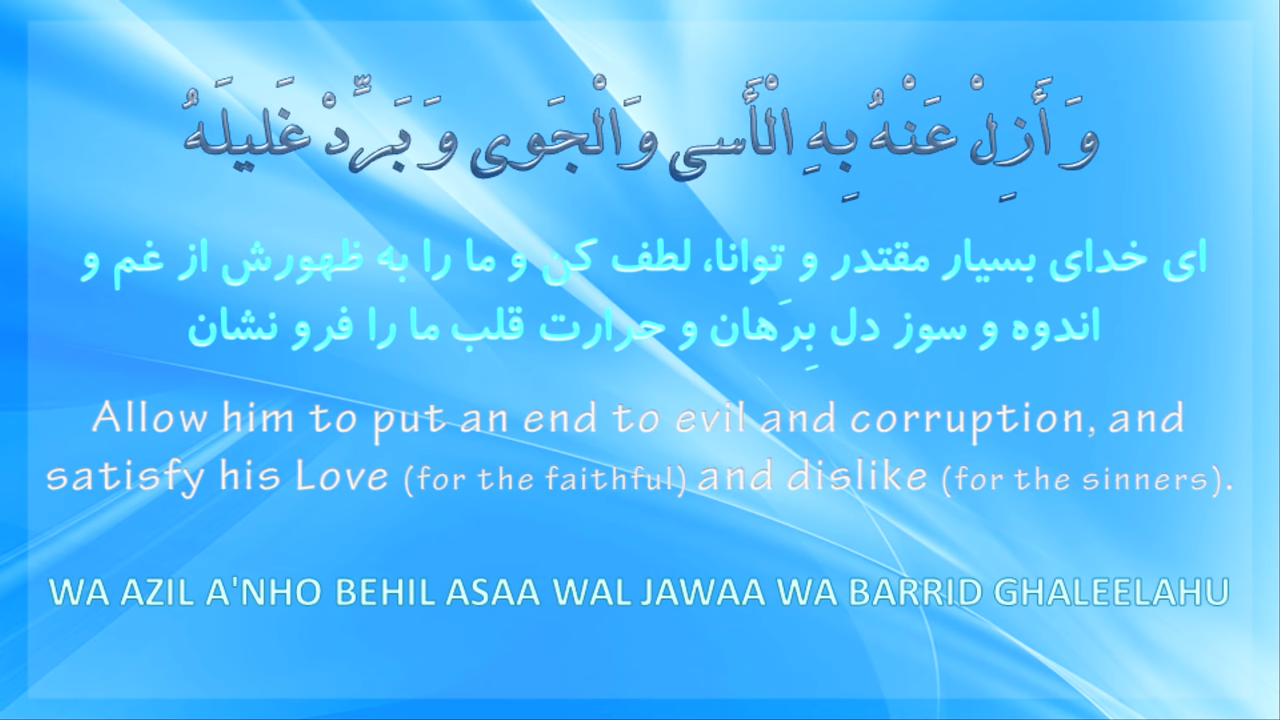 وَ أَزِلْ عَنْهُ بِهِ الْأَسى وَالْجَوى وَ بَرِّدْ غَليلَهُ
ای خدای بسیار مقتدر و توانا، لطف کن و ما را به ظهورش از غم و
اندوه و سوز دل بِرَهان و حرارت قلب ما را فرو نشان
Allow him to put an end to evil and corruption, and
satisfy his Love (for the faithful) and dislike (for the sinners).
WA AZIL A'NHO BEHIL ASAA WAL JAWAA WA BARRID GHALEELAHU